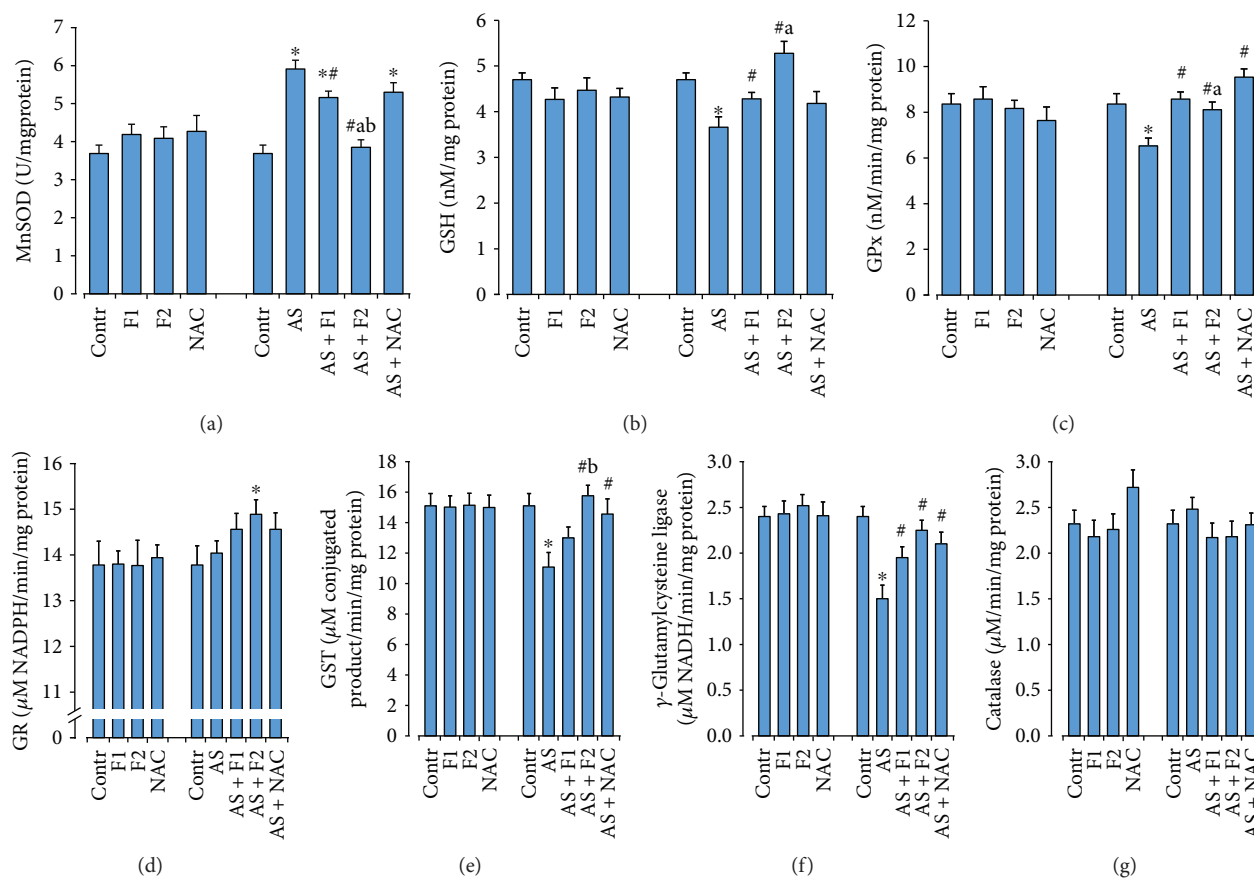 MnSOD (U/mgprotein)
7
6
5
4
3
2
1
0
*
*#
#ab
*
Contr
F1
F2
NAC
Contr
AS
AS + F1
AS + F2
AS + NAC
(a)
GSH (nM/mg protein)
6
5
4
3
2
1
0
*
#
#a
Contr
F1
F2
NAC
Contr
AS
AS + F1
AS + F2
AS + NAC
(b)
GPx (nM/min/mg protein)
12
10
8
6
4
2
0
*
#
#a
#
Contr
F1
F2
NAC
Contr
AS
AS + F1
AS + F2
AS + NAC
(c)
GR (μM NADPH/min/mg protein)
16
15
14
13
12
11
0
*
Contr
F1
F2
NAC
Contr
AS
AS + F1
AS + F2
AS + NAC
(d)
GST (μM conjugated
product/min/mg protein)
18
16
14
12
10
8
6
4
2
0
*
#b
#
Contr
F1
F2
NAC
Contr
AS
AS + F1
AS + F2
AS + NAC
(e)
γ-Glutamylcysteine ligase
(μM NADH/min/mg protein)
3.0
2.5
2.0
1.5
1.0
0.5
0.0
*
#
#
#
Contr
F1
F2
NAC
Contr
AS
AS + F1
AS + F2
AS + NAC
(f)
Catalase (μM/min/mg protein)
3.0
2.5
2.0
1.5
1.0
0.5
0.0
Contr
F1
F2
NAC
Contr
AS
AS + F1
AS + F2
AS + NAC
(g)